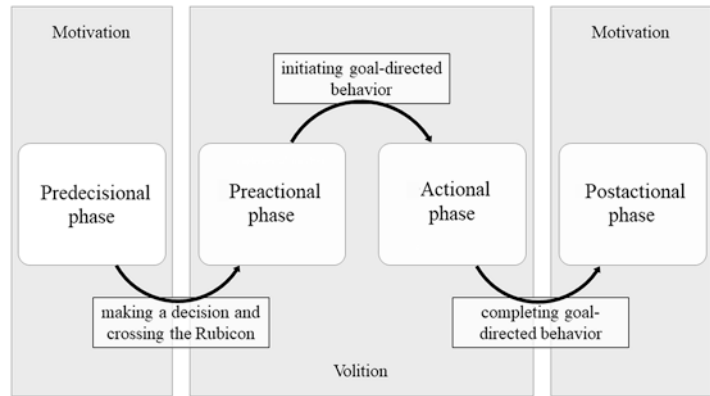 Motivation
Motivation
initiating goal-directed
behavior
Predecisional
phase
Preactional
phase
Actional
phase
Postactional
phase
making a decision and
crossing the Rubicon
completing goal-
directed behavior
Volition